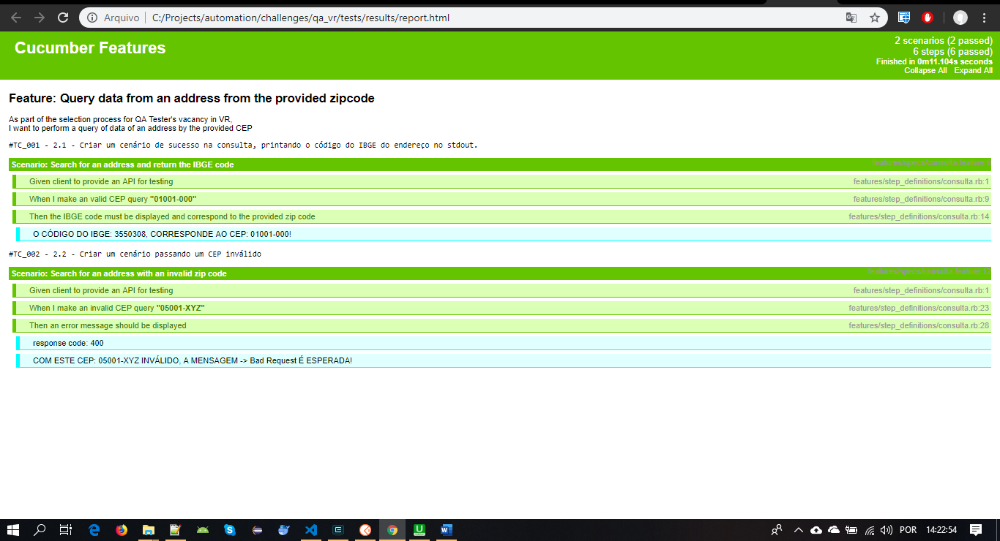 Arquivo
C:/Projects/automation/challenges/qa_vr/tests/results/report.html
Cucumber Features
2 scenarios (2 passed)
6 steps (6 passed)
Finished in 0m11.104s seconds
Collapse All Expand All
Feature: Query data from an address from the provided zipcode
As part of the selection process for QA Tester's vacancy in VR,
I want to perform a query of data of an address by the provided CEP
#TC_001 - 2.1 - Criar um cenário de sucesso na consulta, printando o código do IBGE do endereço no stdout.
Scenario: Search for an address and return the IBGE code
Given client to provide an API for testing features/step_definitions/consulta.rb:1
When I make an valid CEP query "01001-000" features/step_definitions/consulta.rb:9
Then the IBGE code must be displayed and correspond to the provided zip code features/step_definitions/consulta.rb:14
O CÓDIGO DO IBGE: 3550308, CORRESPONDE AO CEP: 01001-000!
#TC_002 - 2.2 - Criar um cenário passando um CEP inválido
Scenario: Search for an address with an invalid zip code
Given client to provide an API for testing features/step_definitions/consulta.rb:1
When I make an invalid CEP query "05001-XYZ" features/step_definitions/consulta.rb:23
Then an error message should be displayed features/step_definitions/consulta.rb:28
response code: 400
COM ESTE CEP: 05001-XYZ INVÁLIDO, A MENSAGEM -> Bad Request É ESPERADA!
POR 14:22:54